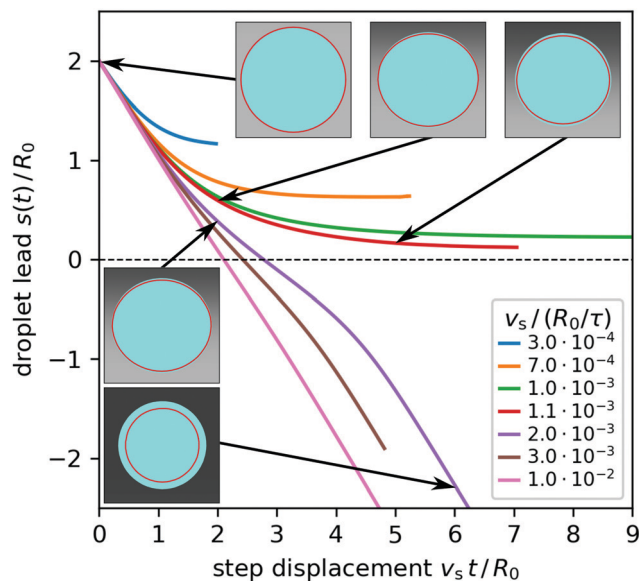 droplet lead s(t)/R₀
2
1
0
−1
−2
v_s/(R₀/τ)
3.0 · 10⁻⁴
7.0 · 10⁻⁴
1.0 · 10⁻³
1.1 · 10⁻³
2.0 · 10⁻³
3.0 · 10⁻³
1.0 · 10⁻²
0 1 2 3 4 5 6 7 8 9
step displacement v_s t/R₀